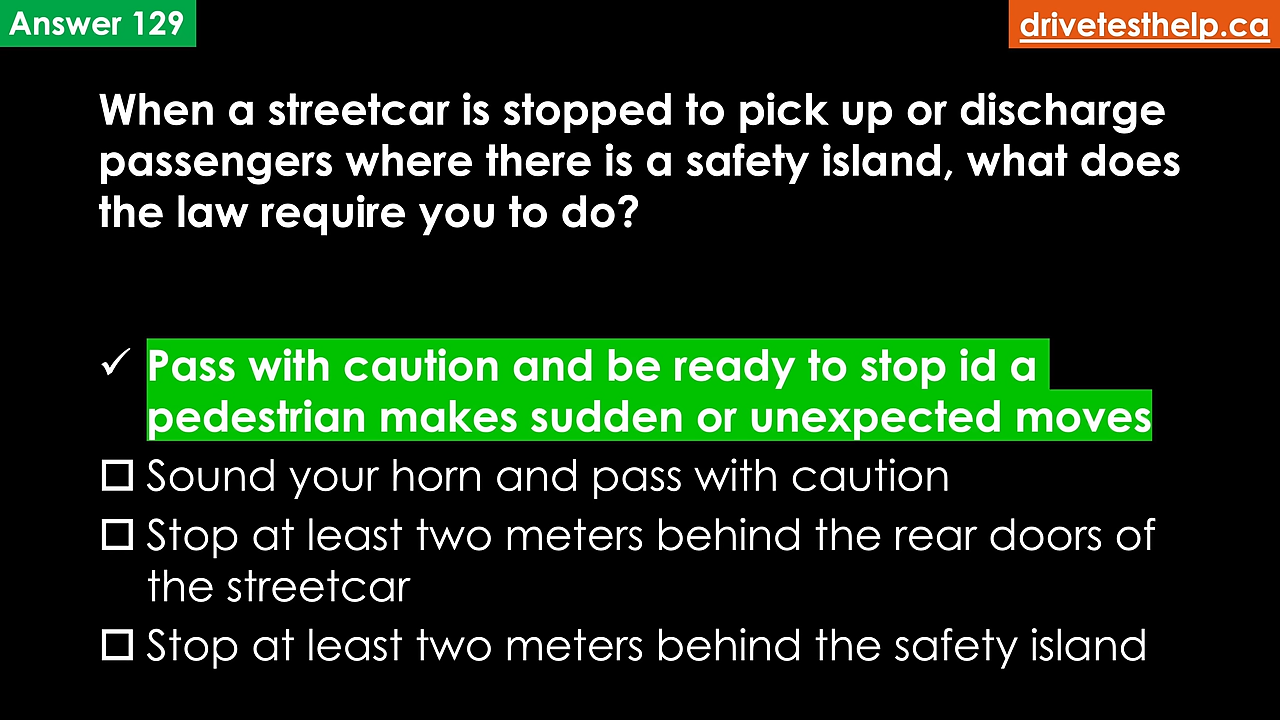 Answer 129
drivetesthelp.ca
When a streetcar is stopped to pick up or discharge
passengers where there is a safety island, what does
the law require you to do?
✓ Pass with caution and be ready to stop id a
pedestrian makes sudden or unexpected moves
☐ Sound your horn and pass with caution
☐ Stop at least two meters behind the rear doors of
the streetcar
☐ Stop at least two meters behind the safety island